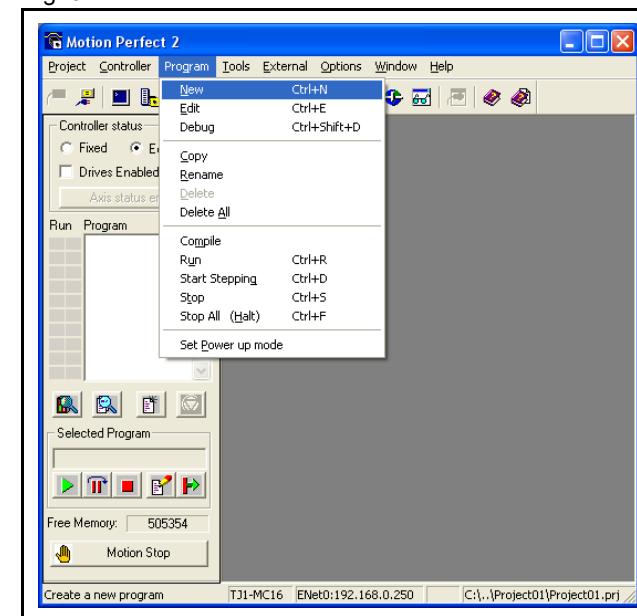 Motion Perfect 2
Project Controller Program Tools External Options Window Help
New Ctrl+N
Edit Ctrl+E
Debug Ctrl+Shift+D
Copy
Rename
Delete
Delete All
Compile
Run Ctrl+R
Start Stepping Ctrl+D
Stop Ctrl+S
Stop All (Halt) Ctrl+F
Set Power up mode
Controller status
Fixed
Drives Enabled
Axis status
Run Program
Selected Program
Free Memory: 505354
Motion Stop
Create a new program TJ1-MC16 ENet0:192.168.0.250 C:\..\Project01\Project01.prj